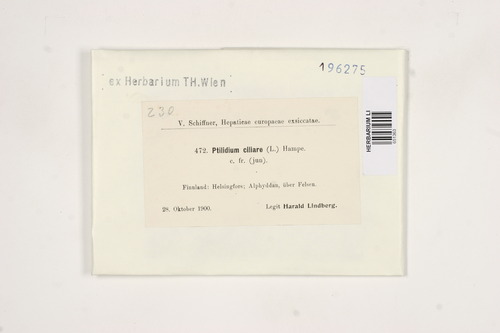 196275
ex Herbarium TH.Wien
230
V. Schiffner, Hepaticae europaeae exsiccatae.
472. Ptilidium ciliare (L.) Hampe.
c. fr. (jun).
Finnland: Helsingfors; Alphyddan, über Felsen.
28. Oktober 1900.
Legit Harald Lindberg.
HERBARIUM LI